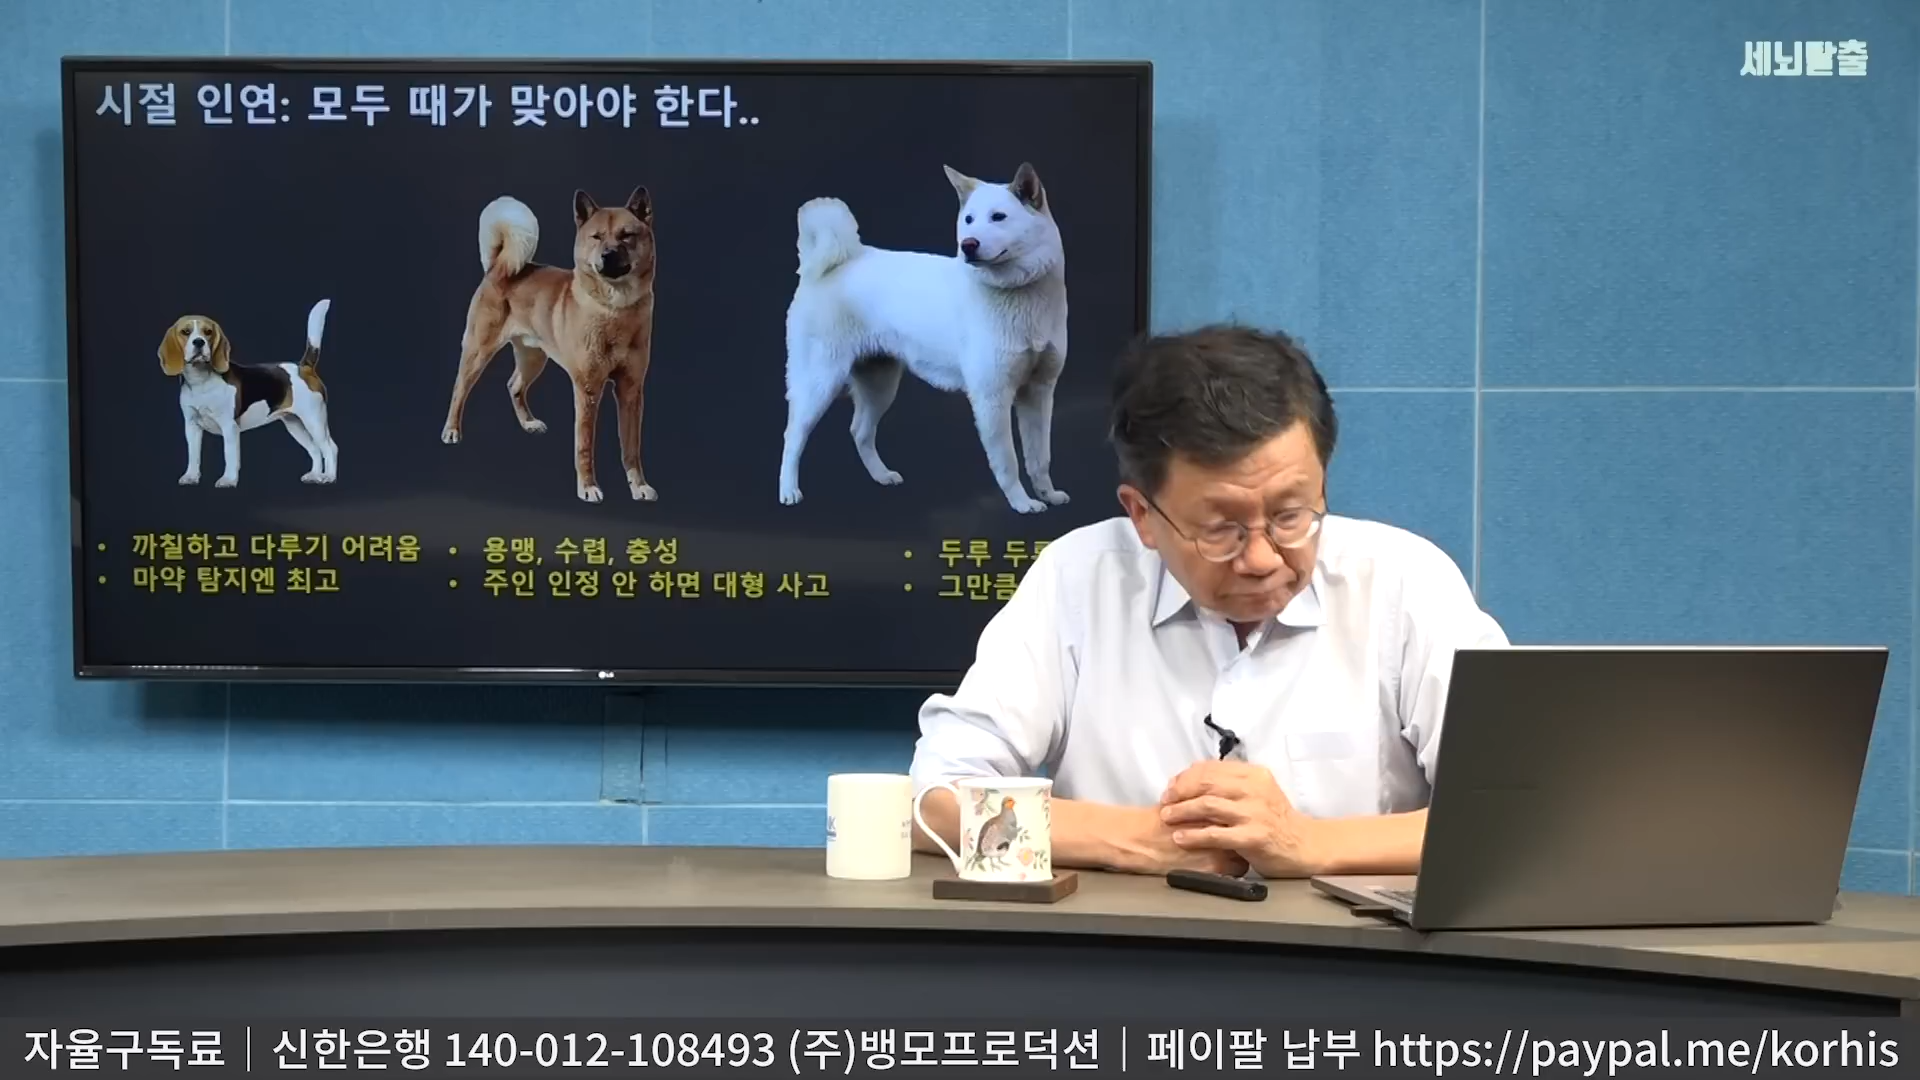 세뇌탈출
시절 인연: 모두 때가 맞아야 한다..
• 까칠하고 다루기 어려움
• 마약 탐지엔 최고
• 용맹, 수렵, 충성
• 주인 인정 안 하면 대형 사고
• 두루
• 그만큼
LG
자율구독료│신한은행 140-012-108493 (주)뱅모프로덕션│페이팔 납부 https://paypal.me/korhis